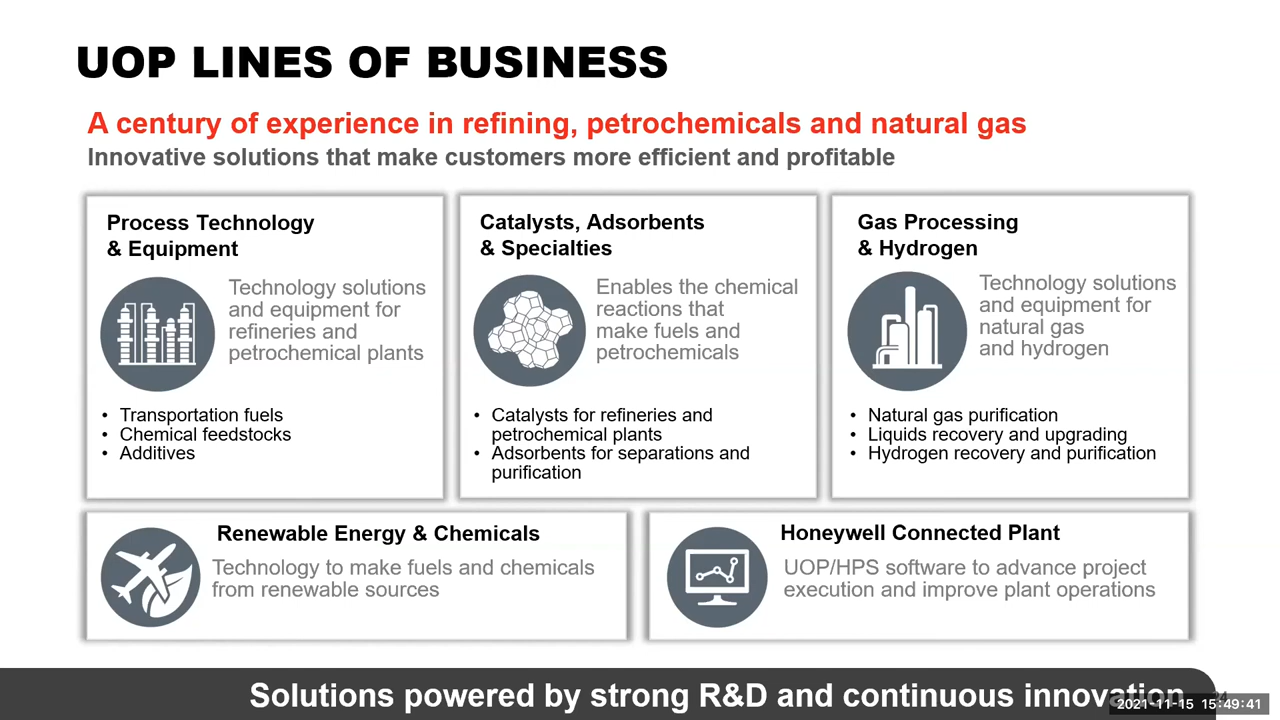 UOP LINES OF BUSINESS
A century of experience in refining, petrochemicals and natural gas
Innovative solutions that make customers more efficient and profitable
Process Technology
& Equipment
Technology solutions
and equipment for
refineries and
petrochemical plants
• Transportation fuels
• Chemical feedstocks
• Additives
Catalysts, Adsorbents
& Specialties
Enables the chemical
reactions that
make fuels and
petrochemicals
• Catalysts for refineries and
petrochemical plants
• Adsorbents for separations and
purification
Gas Processing
& Hydrogen
Technology solutions
and equipment for
natural gas
and hydrogen
• Natural gas purification
• Liquids recovery and upgrading
• Hydrogen recovery and purification
Renewable Energy & Chemicals
Technology to make fuels and chemicals
from renewable sources
Honeywell Connected Plant
UOP/HPS software to advance project
execution and improve plant operations
Solutions powered by strong R&D and continuous innovation
24
2021-11-15 15:49:41